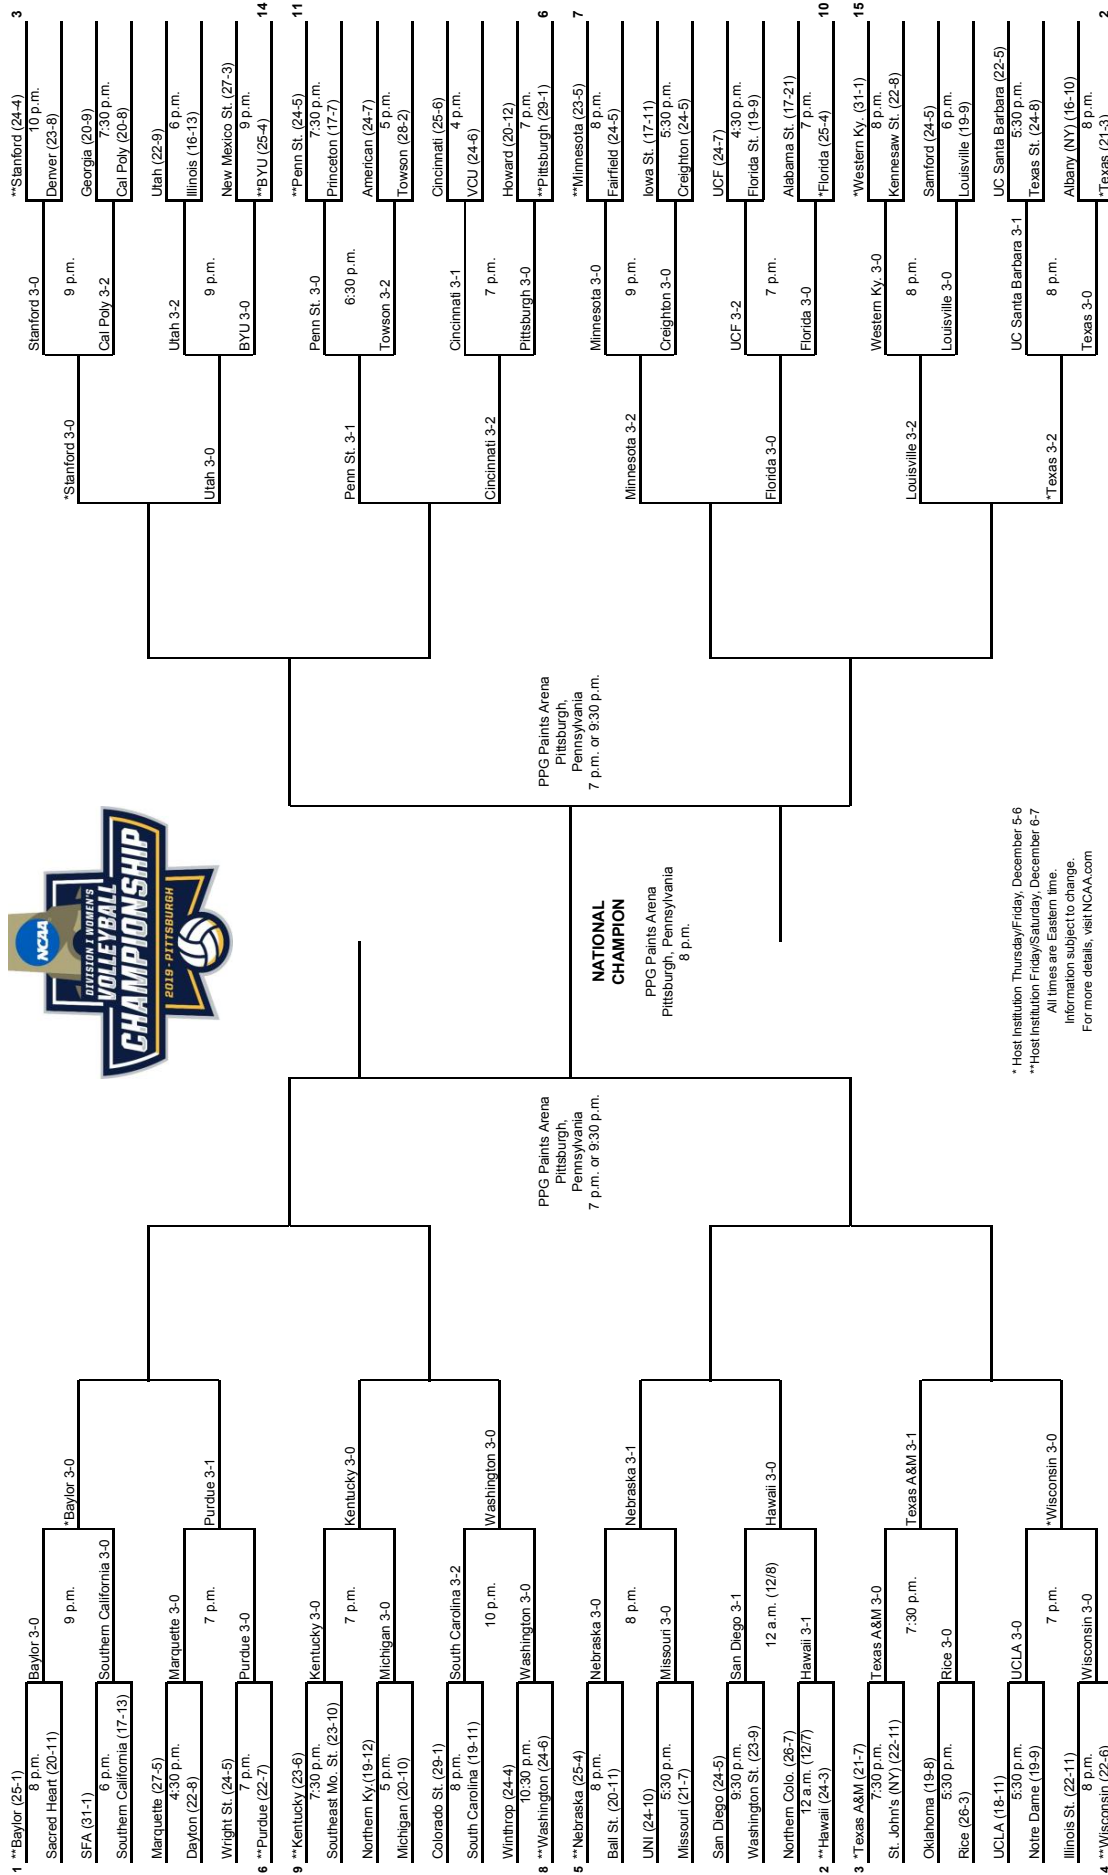 NCAA
DIVISION I WOMEN'S
VOLLEYBALL
CHAMPIONSHIP
2019 - PITTSBURGH
1
**Baylor (25-1)
8 p.m.
Sacred Heart (20-11)
SFA (31-1)
6 p.m.
Southern California (17-13)
Marquette (27-5)
4:30 p.m.
Dayton (22-8)
Wright St. (24-5)
7 p.m.
6
**Purdue (22-7)
9
**Kentucky (23-6)
7:30 p.m.
Southeast Mo. St. (23-10)
Northern Ky.(19-12)
5 p.m.
Michigan (20-10)
Colorado St. (29-1)
8 p.m.
South Carolina (19-11)
Winthrop (24-4)
10:30 p.m.
8
**Washington (24-6)
5
**Nebraska (25-4)
8 p.m.
Ball St. (20-11)
UNI (24-10)
5:30 p.m.
Missouri (21-7)
San Diego (24-5)
9:30 p.m.
Washington St. (23-9)
Northern Colo. (26-7)
12 a.m. (12/7)
2
**Hawaii (24-3)
3
*Texas A&M (21-7)
7:30 p.m.
St. John's (NY) (22-11)
Oklahoma (19-8)
5:30 p.m.
Rice (26-3)
UCLA (18-11)
5:30 p.m.
Notre Dame (19-9)
Illinois St. (22-11)
8 p.m.
4
**Wisconsin (22-6)
Baylor 3-0
9 p.m.
Southern California 3-0
Marquette 3-0
7 p.m.
Purdue 3-0
Kentucky 3-0
7 p.m.
Michigan 3-0
South Carolina 3-2
10 p.m.
Washington 3-0
Nebraska 3-0
8 p.m.
Missouri 3-0
San Diego 3-1
12 a.m. (12/8)
Hawaii 3-1
Texas A&M 3-0
7:30 p.m.
Rice 3-0
UCLA 3-0
7 p.m.
Wisconsin 3-0
*Baylor 3-0
Purdue 3-1
Kentucky 3-0
Washington 3-0
Nebraska 3-1
Hawaii 3-0
Texas A&M 3-1
*Wisconsin 3-0
PPG Paints Arena
Pittsburgh,
Pennsylvania
7 p.m. or 9:30 p.m.
NATIONAL
CHAMPION
PPG Paints Arena
Pittsburgh, Pennsylvania
8 p.m.
* Host Institution Thursday/Friday, December 5-6
**Host Institution Friday/Saturday, December 6-7
All times are Eastern time.
Information subject to change.
For more details, visit NCAA.com
PPG Paints Arena
Pittsburgh,
Pennsylvania
7 p.m. or 9:30 p.m.
*Stanford 3-0
Utah 3-0
Penn St. 3-1
Cincinnati 3-2
Minnesota 3-2
Florida 3-0
Louisville 3-2
*Texas 3-2
Stanford 3-0
9 p.m.
Cal Poly 3-2
Utah 3-2
9 p.m.
BYU 3-0
Penn St. 3-0
6:30 p.m.
Towson 3-2
Cincinnati 3-1
7 p.m.
Pittsburgh 3-0
Minnesota 3-0
9 p.m.
Creighton 3-0
UCF 3-2
7 p.m.
Florida 3-0
Western Ky. 3-0
8 p.m.
Louisville 3-0
UC Santa Barbara 3-1
8 p.m.
Texas 3-0
**Stanford (24-4)
3
10 p.m.
Denver (23-8)
Georgia (20-9)
7:30 p.m.
Cal Poly (20-8)
Utah (22-9)
6 p.m.
Illinois (16-13)
New Mexico St. (27-3)
9 p.m.
**BYU (25-4)
14
**Penn St. (24-5)
11
7:30 p.m.
Princeton (17-7)
American (24-7)
5 p.m.
Towson (28-2)
Cincinnati (25-6)
4 p.m.
VCU (24-6)
Howard (20-12)
7 p.m.
**Pittsburgh (29-1)
6
**Minnesota (23-5)
7
8 p.m.
Fairfield (24-5)
Iowa St. (17-11)
5:30 p.m.
Creighton (24-5)
UCF (24-7)
4:30 p.m.
Florida St. (19-9)
Alabama St. (17-21)
7 p.m.
*Florida (25-4)
10
*Western Ky. (31-1)
15
8 p.m.
Kennesaw St. (22-8)
Samford (24-5)
6 p.m.
Louisville (19-9)
UC Santa Barbara (22-5)
5:30 p.m.
Texas St. (24-8)
Albany (NY) (16-10)
8 p.m.
*Texas (21-3)
2